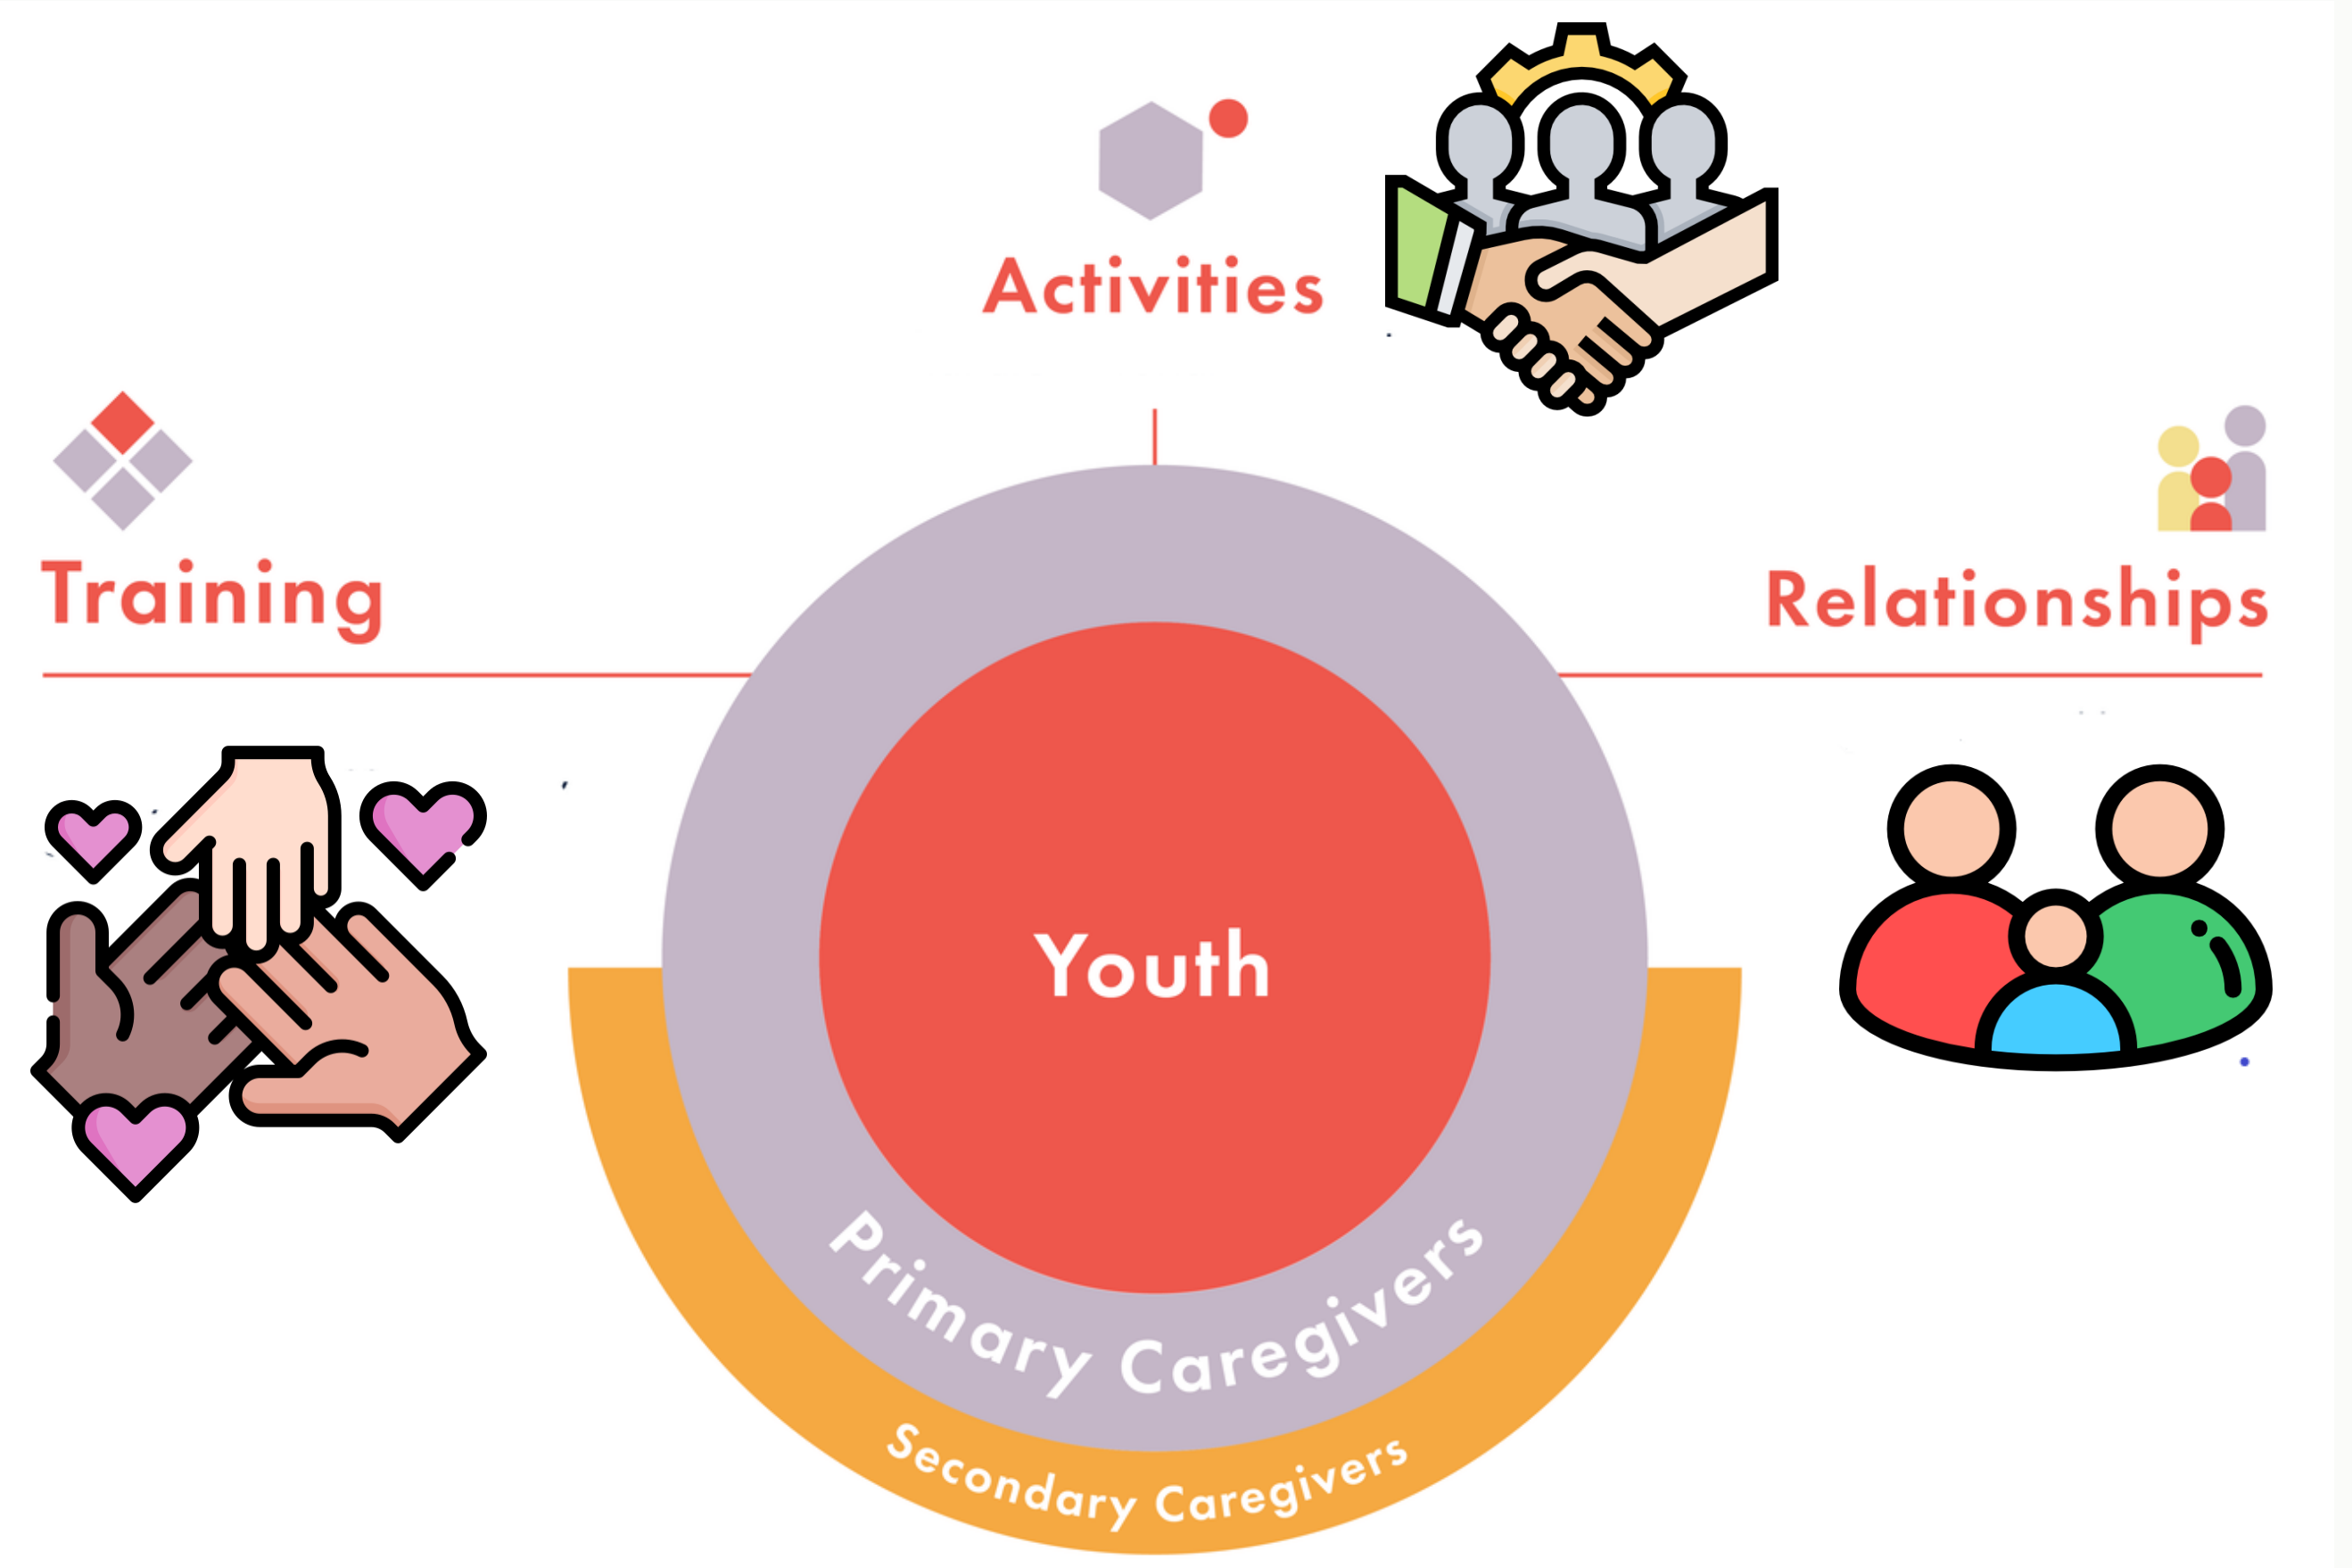 Activities
Training
Relationships
Youth
Primary Caregivers
Secondary Caregivers